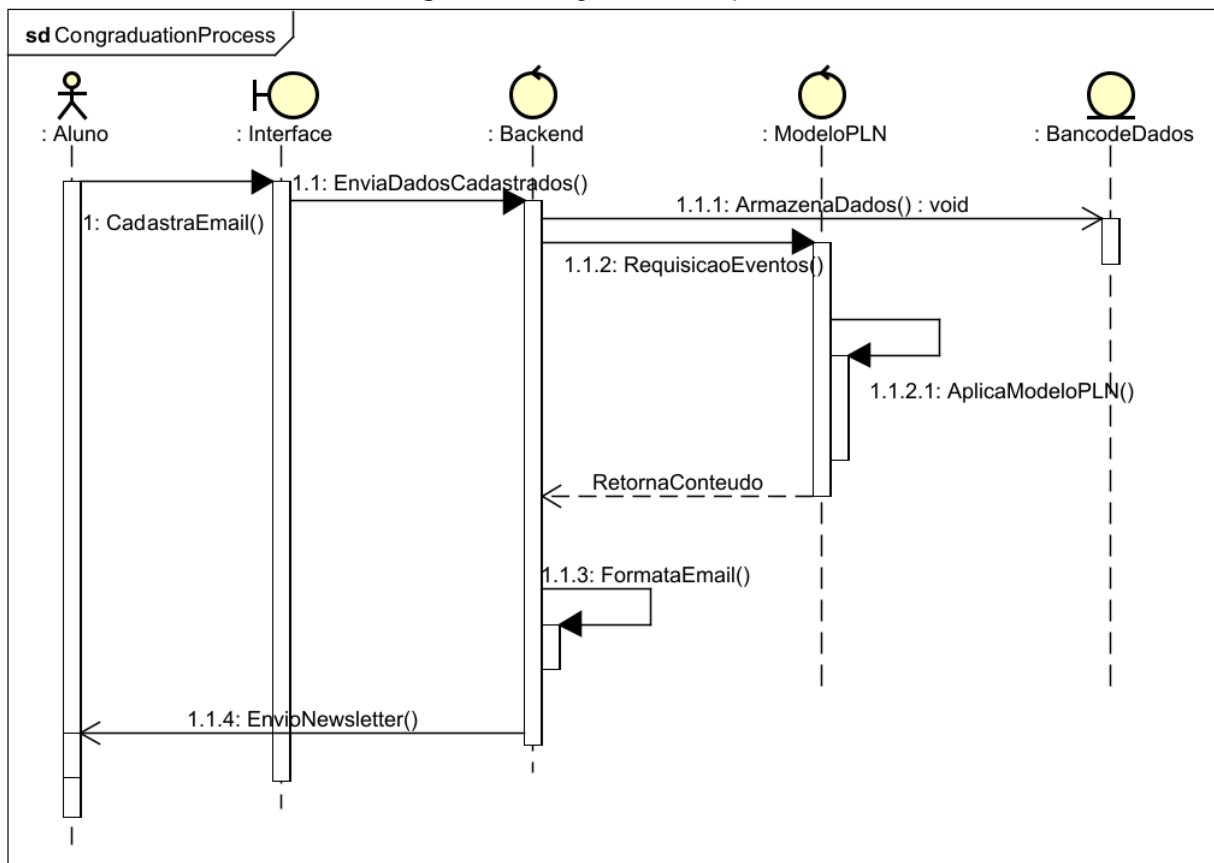 sd CongraduationProcess
: Aluno
: Interface
: Backend
: ModeloPLN
: BancodeDados
1.1: EnviaDadosCadastrados()
1: CadastraEmail()
1.1.1: ArmazenaDados() : void
1.1.2: RequisicaoEventos()
1.1.2.1: AplicaModeloPLN()
RetornaConteudo
1.1.3: FormataEmail()
1.1.4: EnvioNewsletter()